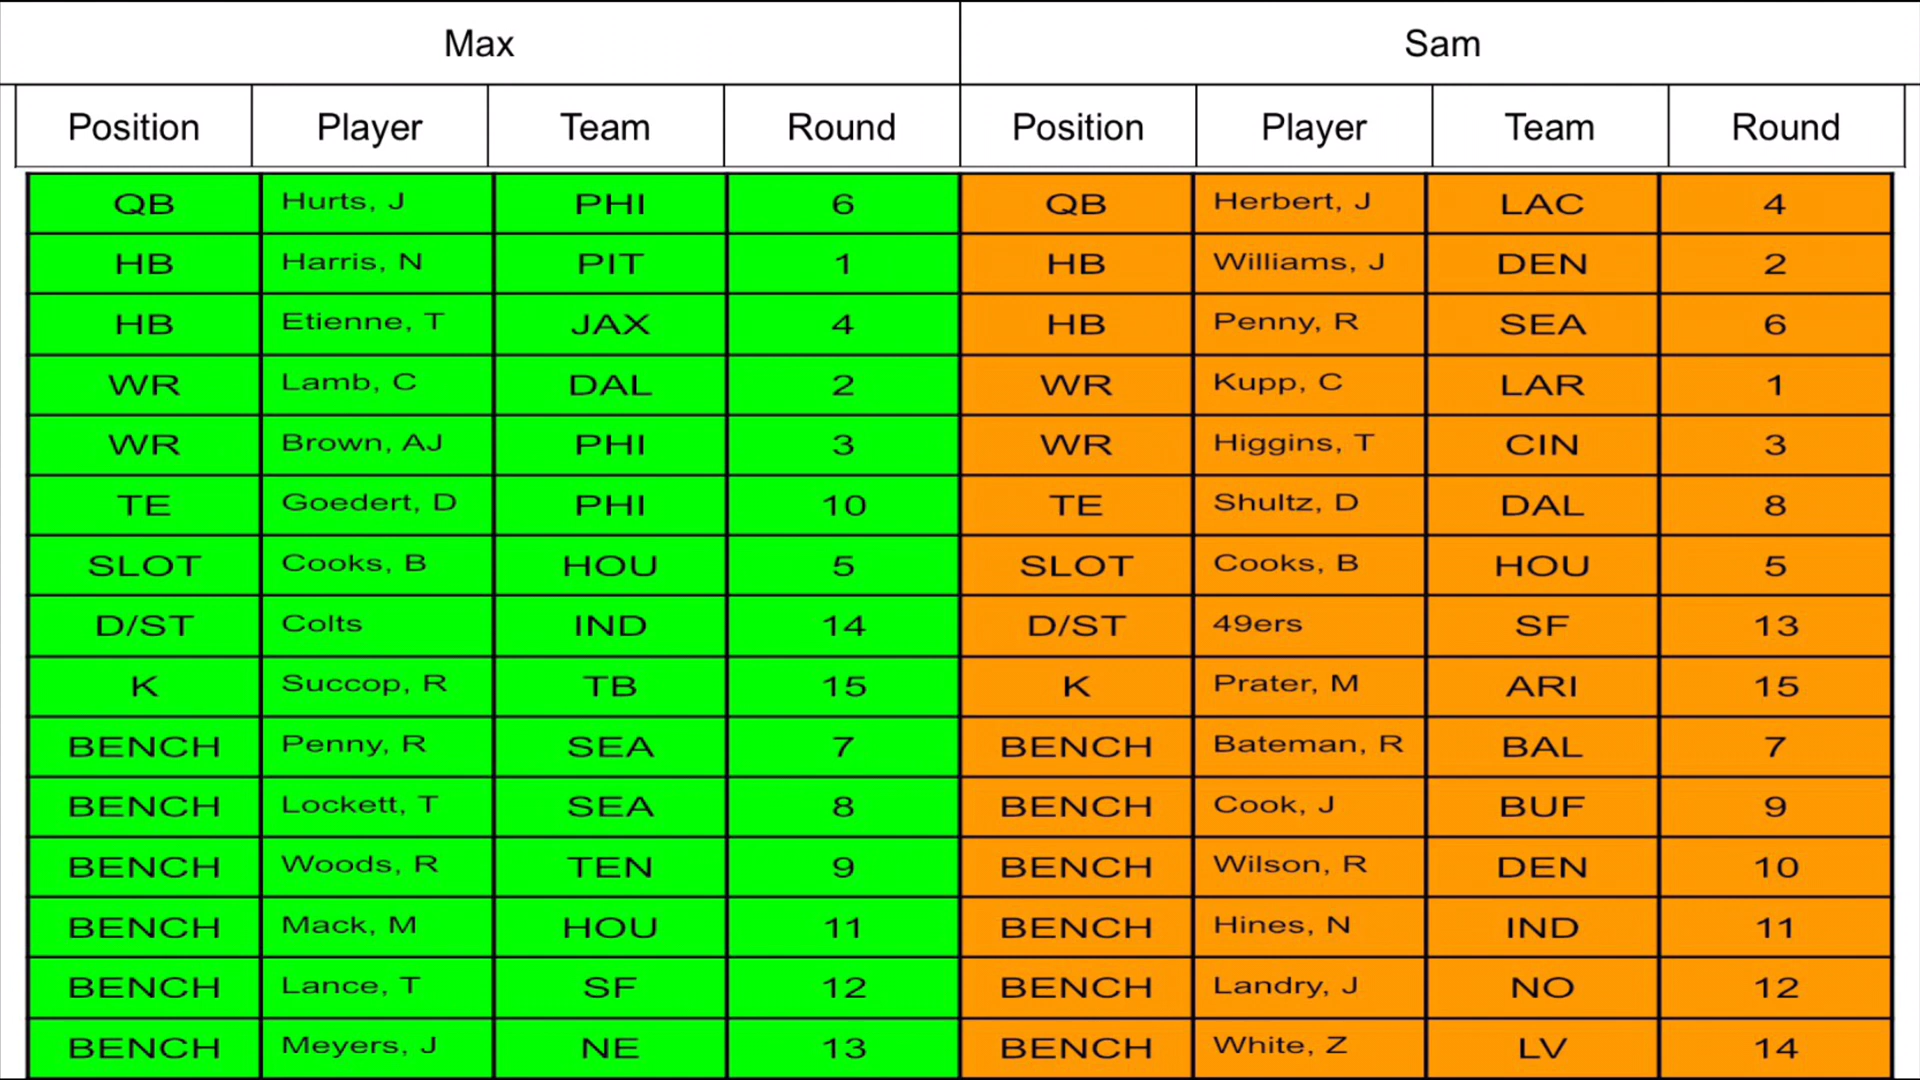 Max Sam
Position Player Team Round Position Player Team Round
QB Hurts, J PHI 6 QB Herbert, J LAC 4
HB Harris, N PIT 1 HB Williams, J DEN 2
HB Etienne, T JAX 4 HB Penny, R SEA 6
WR Lamb, C DAL 2 WR Kupp, C LAR 1
WR Brown, AJ PHI 3 WR Higgins, T CIN 3
TE Goedert, D PHI 10 TE Shultz, D DAL 8
SLOT Cooks, B HOU 5 SLOT Cooks, B HOU 5
D/ST Colts IND 14 D/ST 49ers SF 13
K Succop, R TB 15 K Prater, M ARI 15
BENCH Penny, R SEA 7 BENCH Bateman, R BAL 7
BENCH Lockett, T SEA 8 BENCH Cook, J BUF 9
BENCH Woods, R TEN 9 BENCH Wilson, R DEN 10
BENCH Mack, M HOU 11 BENCH Hines, N IND 11
BENCH Lance, T SF 12 BENCH Landry, J NO 12
BENCH Meyers, J NE 13 BENCH White, Z LV 14